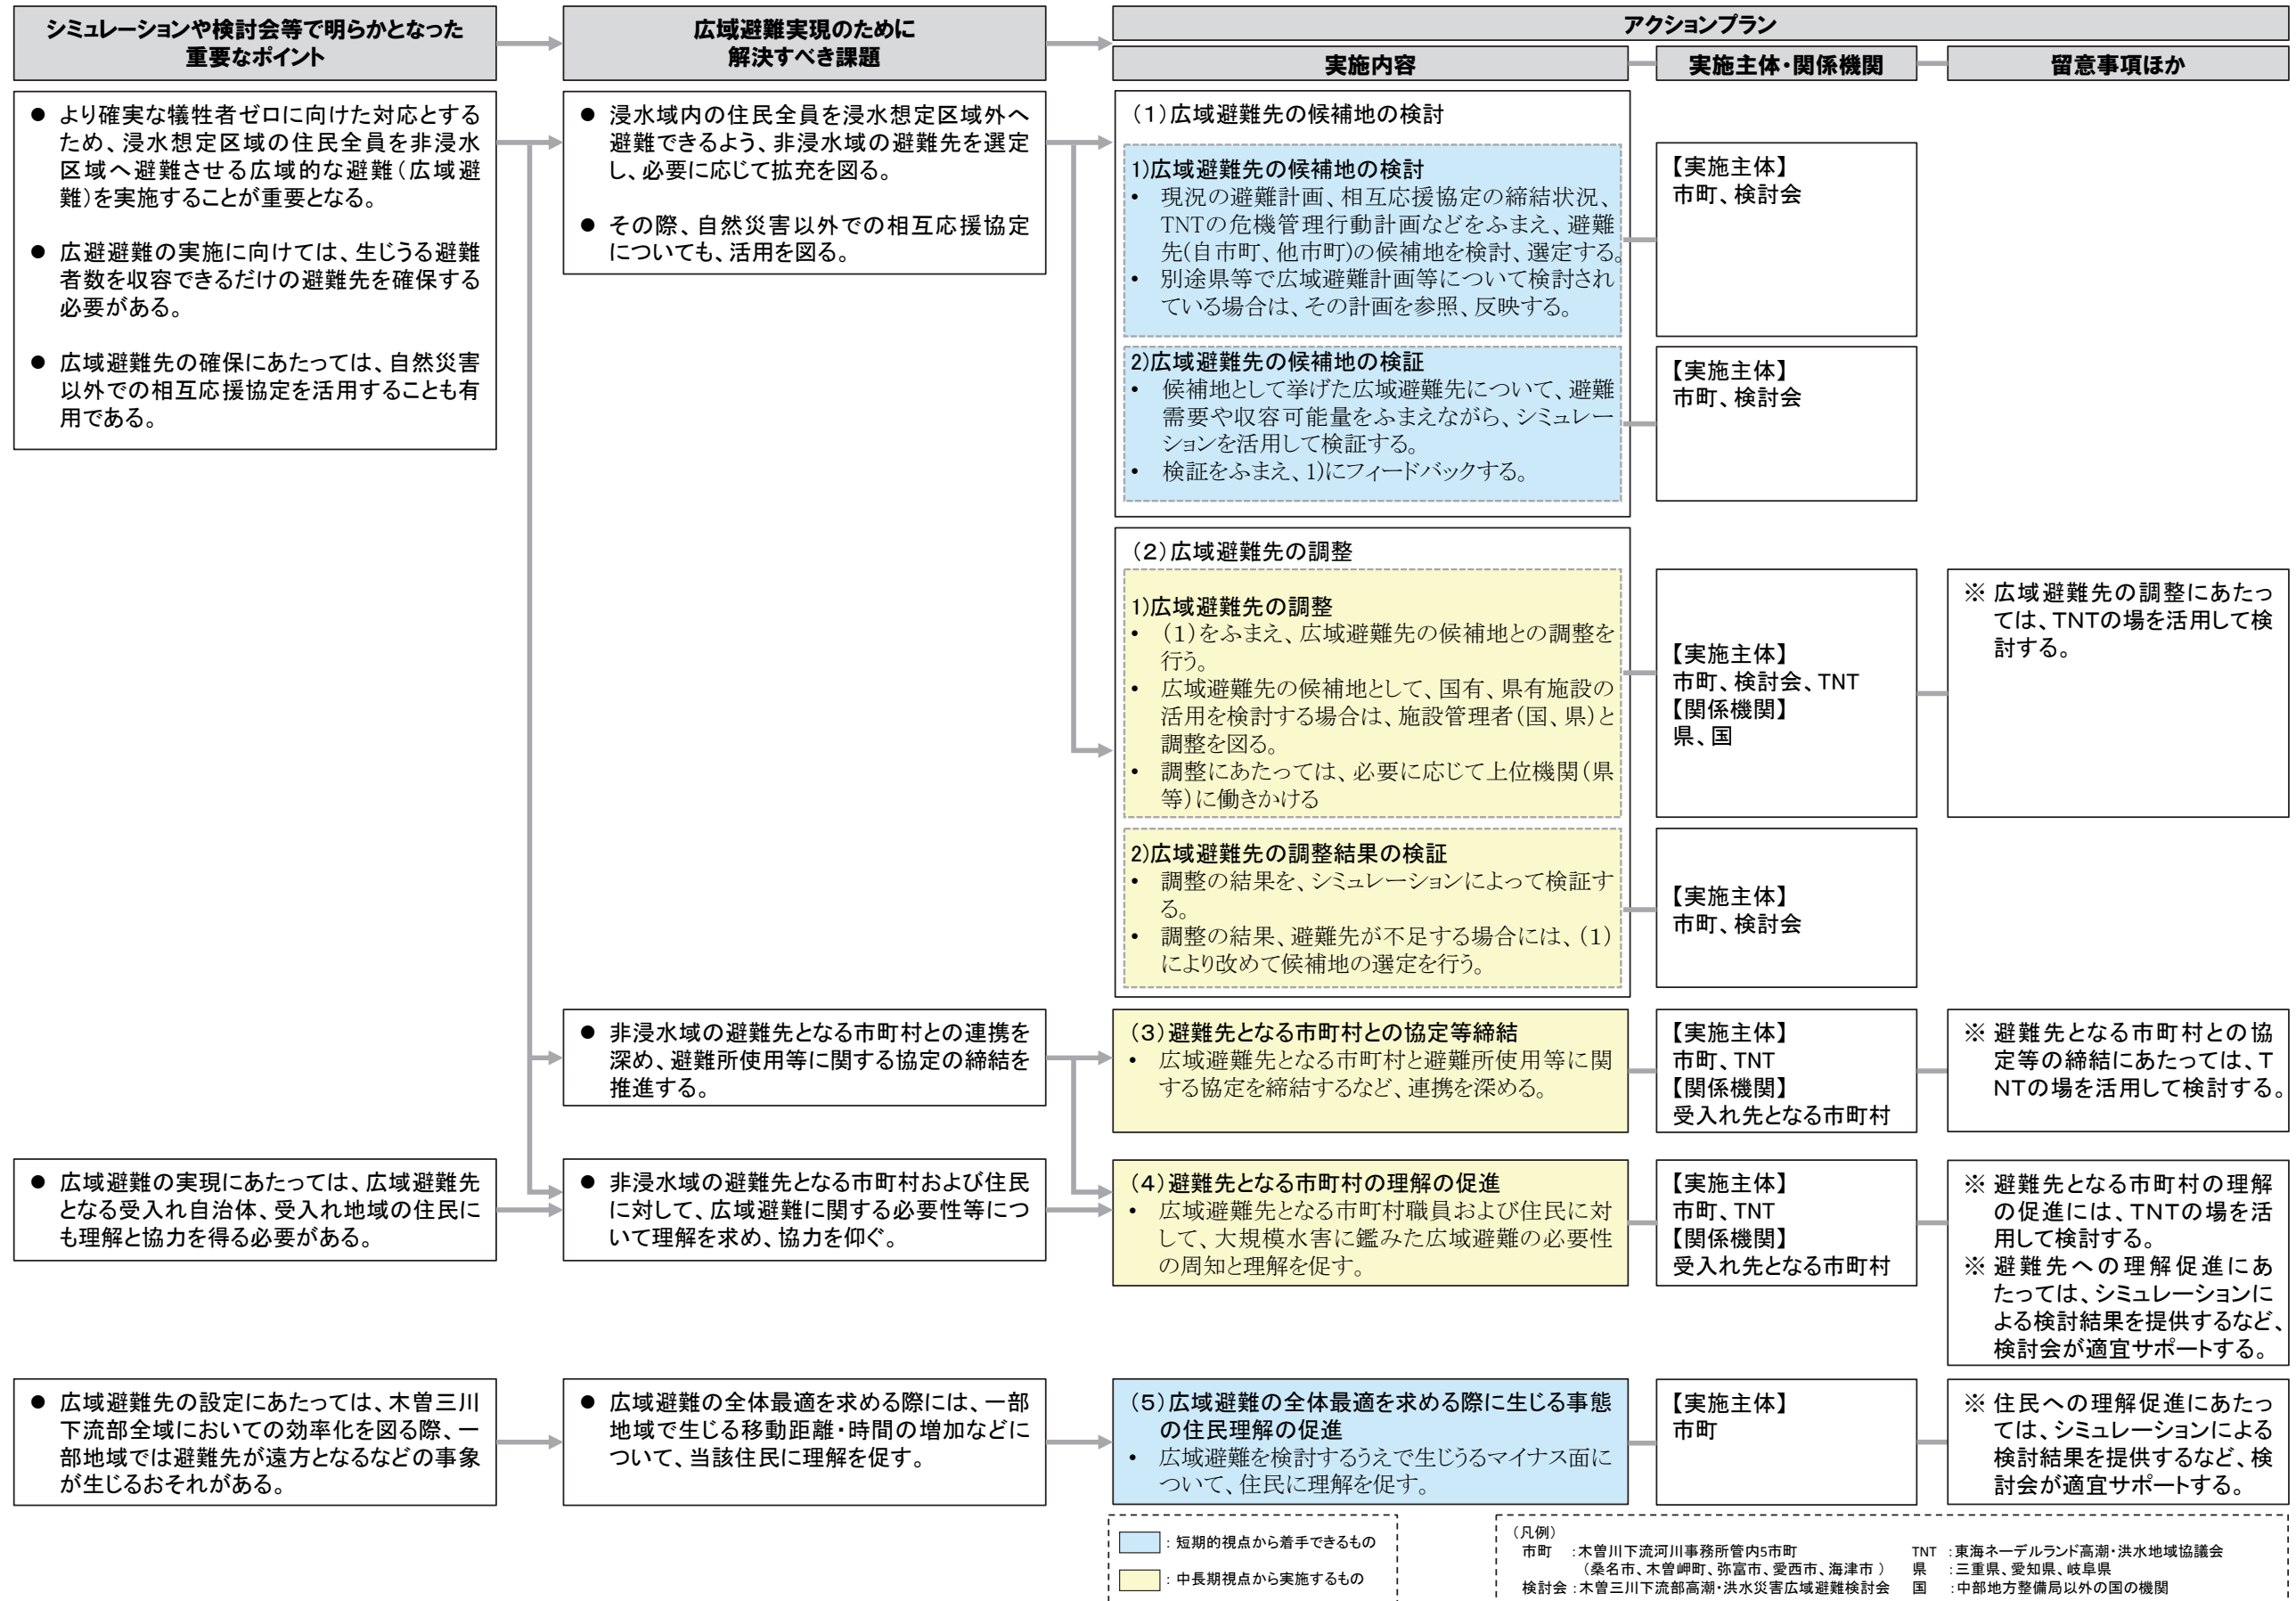 シミュレーションや検討会等で明らかとなった
重要なポイント
広域避難実現のために
解決すべき課題
アクションプラン
実施内容
実施主体・関係機関
留意事項ほか
● より確実な犠牲者ゼロに向けた対応とする
ため、浸水想定区域の住民全員を非浸水
区域へ避難させる広域的な避難（広域避
難）を実施することが重要となる。
● 広避避難の実施に向けては、生じうる避難
者数を収容できるだけの避難先を確保する
必要がある。
● 広域避難先の確保にあたっては、自然災害
以外での相互応援協定を活用することも有
用である。
● 浸水域内の住民全員を浸水想定区域外へ
避難できるよう、非浸水域の避難先を選定
し、必要に応じて拡充を図る。
● その際、自然災害以外での相互応援協定
についても、活用を図る。
（１）広域避難先の候補地の検討
1)広域避難先の候補地の検討
• 現況の避難計画、相互応援協定の締結状況、
TNTの危機管理行動計画などをふまえ、避難
先(自市町、他市町)の候補地を検討、選定する。
• 別途県等で広域避難計画等について検討され
ている場合は、その計画を参照、反映する。
【実施主体】
市町、検討会
2)広域避難先の候補地の検証
• 候補地として挙げた広域避難先について、避難
需要や収容可能量をふまえながら、シミュレー
ションを活用して検証する。
• 検証をふまえ、1)にフィードバックする。
【実施主体】
市町、検討会
（２）広域避難先の調整
1)広域避難先の調整
• （1）をふまえ、広域避難先の候補地との調整を
行う。
• 広域避難先の候補地として、国有、県有施設の
活用を検討する場合は、施設管理者（国、県）と
調整を図る。
• 調整にあたっては、必要に応じて上位機関（県
等）に働きかける
【実施主体】
市町、検討会、TNT
【関係機関】
県、国
※ 広域避難先の調整にあたっ
ては、TNTの場を活用して検
討する。
2)広域避難先の調整結果の検証
• 調整の結果を、シミュレーションによって検証す
る。
• 調整の結果、避難先が不足する場合には、（1）
により改めて候補地の選定を行う。
【実施主体】
市町、検討会
● 非浸水域の避難先となる市町村との連携を
深め、避難所使用等に関する協定の締結を
推進する。
（３）避難先となる市町村との協定等締結
• 広域避難先となる市町村と避難所使用等に関
する協定を締結するなど、連携を深める。
【実施主体】
市町、TNT
【関係機関】
受入れ先となる市町村
※ 避難先となる市町村との協
定等の締結にあたっては、T
NTの場を活用して検討する。
● 広域避難の実現にあたっては、広域避難先
となる受入れ自治体、受入れ地域の住民に
も理解と協力を得る必要がある。
● 非浸水域の避難先となる市町村および住民
に対して、広域避難に関する必要性等につ
いて理解を求め、協力を仰ぐ。
（４）避難先となる市町村の理解の促進
• 広域避難先となる市町村職員および住民に対
して、大規模水害に鑑みた広域避難の必要性
の周知と理解を促す。
【実施主体】
市町、TNT
【関係機関】
受入れ先となる市町村
※ 避難先となる市町村の理解
の促進には、TNTの場を活
用して検討する。
※ 避難先への理解促進にあ
たっては、シミュレーションに
よる検討結果を提供するなど、
検討会が適宜サポートする。
● 広域避難先の設定にあたっては、木曽三川
下流部全域においての効率化を図る際、一
部地域では避難先が遠方となるなどの事象
が生じるおそれがある。
● 広域避難の全体最適を求める際には、一部
地域で生じる移動距離・時間の増加などに
ついて、当該住民に理解を促す。
（５）広域避難の全体最適を求める際に生じる事態
の住民理解の促進
• 広域避難を検討するうえで生じうるマイナス面に
ついて、住民に理解を促す。
【実施主体】
市町
※ 住民への理解促進にあたっ
ては、シミュレーションによる
検討結果を提供するなど、検
討会が適宜サポートする。
：短期的視点から着手できるもの
：中長期視点から実施するもの
（凡例）
市町 ：木曽川下流河川事務所管内5市町
（桑名市、木曽岬町、弥富市、愛西市、海津市 ）
検討会：木曽三川下流部高潮・洪水災害広域避難検討会
TNT ：東海ネーデルランド高潮・洪水地域協議会
県 ：三重県、愛知県、岐阜県
国 ：中部地方整備局以外の国の機関